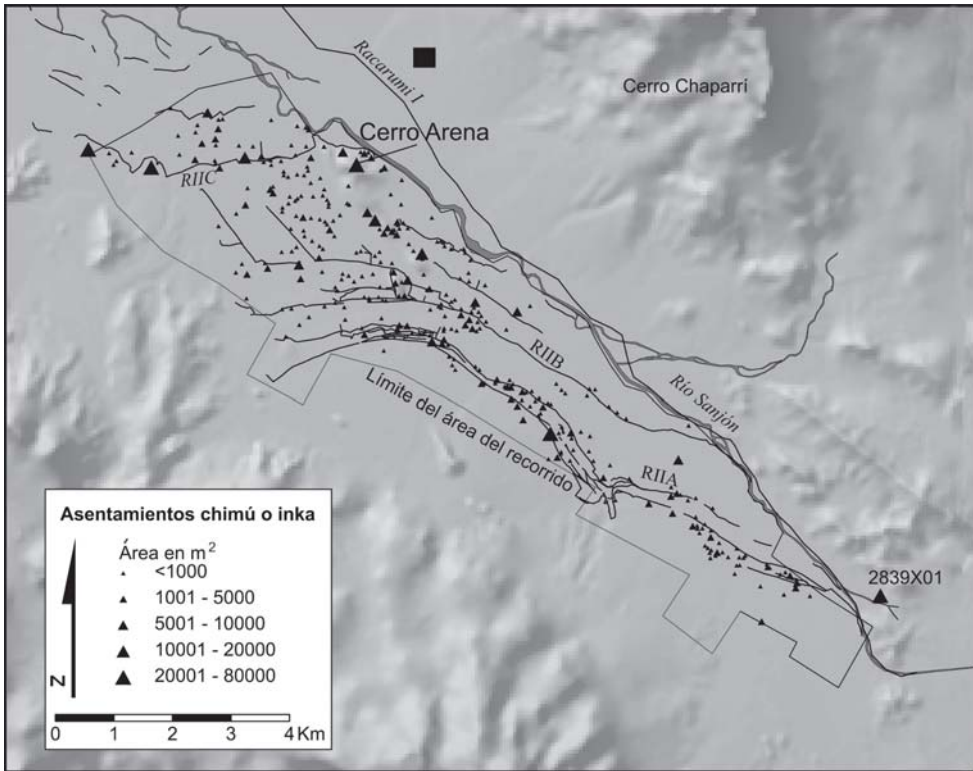 Racarumi I
Cerro Chaparrí
Cerro Arena
RIIC
RIIB
Río Sanjón
Límite del área del recorrido
RIIA
2839X01
Asentamientos chimú o inka
Área en m²
<1000
1001 - 5000
5001 - 10000
10001 - 20000
20001 - 80000
N
0 1 2 3 4 Km